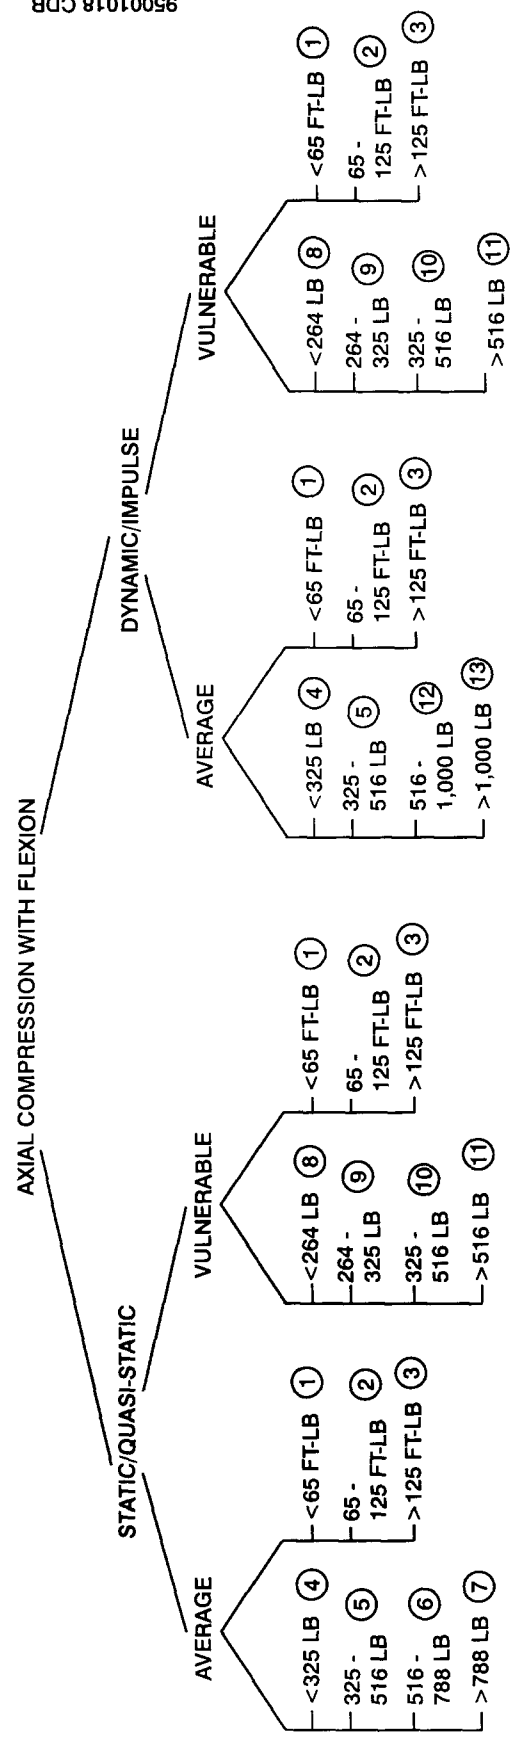 AXIAL COMPRESSION WITH FLEXION
STATIC/QUASI-STATIC
DYNAMIC/IMPULSE
AVERAGE
VULNERABLE
AVERAGE
VULNERABLE
<325 LB 4
325 -
516 LB 5
516 -
788 LB 6
>788 LB 7
<65 FT-LB 1
65 -
125 FT-LB 2
>125 FT-LB 3
<264 LB 8
264 -
325 LB 9
325 -
516 LB 10
>516 LB 11
<65 FT-LB 1
65 -
125 FT-LB 2
>125 FT-LB 3
<325 LB 4
325 -
516 LB 5
516 -
1,000 LB 12
>1,000 LB 13
<65 FT-LB 1
65 -
125 FT-LB 2
>125 FT-LB 3
<264 LB 8
264 -
325 LB 9
325 -
516 LB 10
>516 LB 11
<65 FT-LB 1
65 -
125 FT-LB 2
>125 FT-LB 3
95001018 CDB